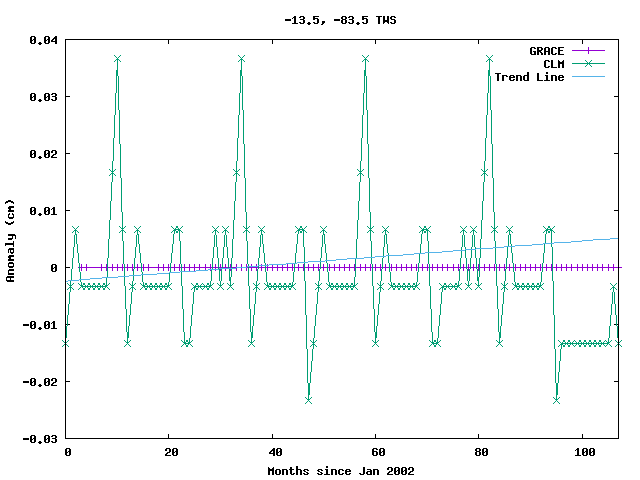 -13.5, -83.5 TWS
GRACE
CLM
Trend Line
0.04
0.03
0.02
0.01
0
-0.01
-0.02
-0.03
Anomaly (cm)
0 20 40 60 80 100
Months since Jan 2002